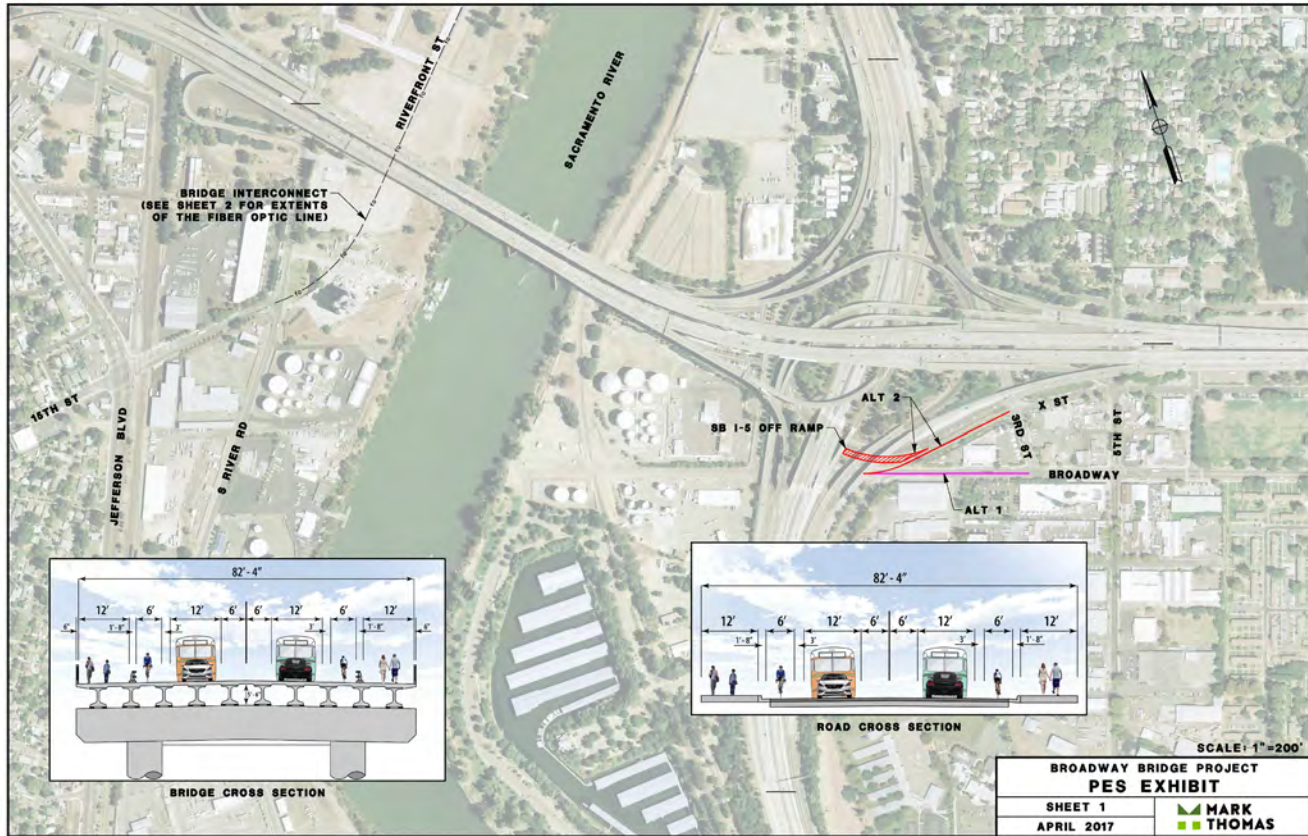 RIVERFRONT ST
SACRAMENTO RIVER
BRIDGE INTERCONNECT
(SEE SHEET 2 FOR EXTENTS
OF THE FIBER OPTIC LINE)
15TH ST
JEFFERSON BLVD
S RIVER RD
ALT 2
SB I-5 OFF RAMP
X ST
3RD ST
5TH ST
BROADWAY
ALT 1
82'- 4"
12' 6' 12' 6' 6' 12' 6' 12'
6" 1'-8" 3' 3' 1'-8" 6"
BRIDGE CROSS SECTION
82'- 4"
12' 6' 12' 6' 6' 12' 6' 12'
1'-8" 3' 3' 1'-8"
ROAD CROSS SECTION
SCALE: 1"=200'
BROADWAY BRIDGE PROJECT
PES EXHIBIT
SHEET 1
APRIL 2017
MARK
THOMAS